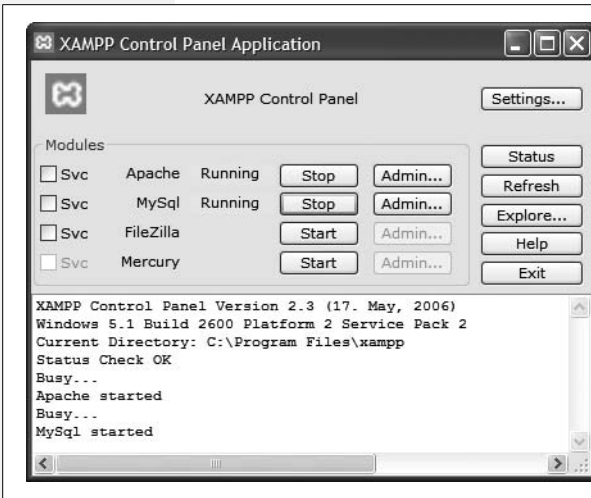 XAMPP Control Panel Application
XAMPP Control Panel
Settings...
Modules
Svc Apache Running Stop Admin...
Svc MySql Running Stop Admin...
Svc FileZilla Start Admin...
Svc Mercury Start Admin...
Status
Refresh
Explore...
Help
Exit
XAMPP Control Panel Version 2.3 (17. May, 2006)
Windows 5.1 Build 2600 Platform 2 Service Pack 2
Current Directory: C:\Program Files\xampp
Status Check OK
Busy...
Apache started
Busy...
MySql started